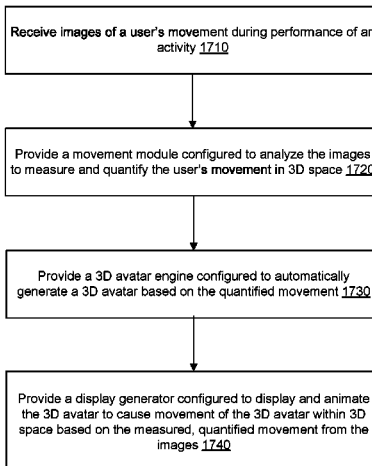 Receive images of a user's movement during performance of an
activity 1710
Provide a movement module configured to analyze the images
to measure and quantify the user's movement in 3D space 1720
Provide a 3D avatar engine configured to automatically
generate a 3D avatar based on the quantified movement 1730
Provide a display generator configured to display and animate
the 3D avatar to cause movement of the 3D avatar within 3D
space based on the measured, quantified movement from the
images 1740